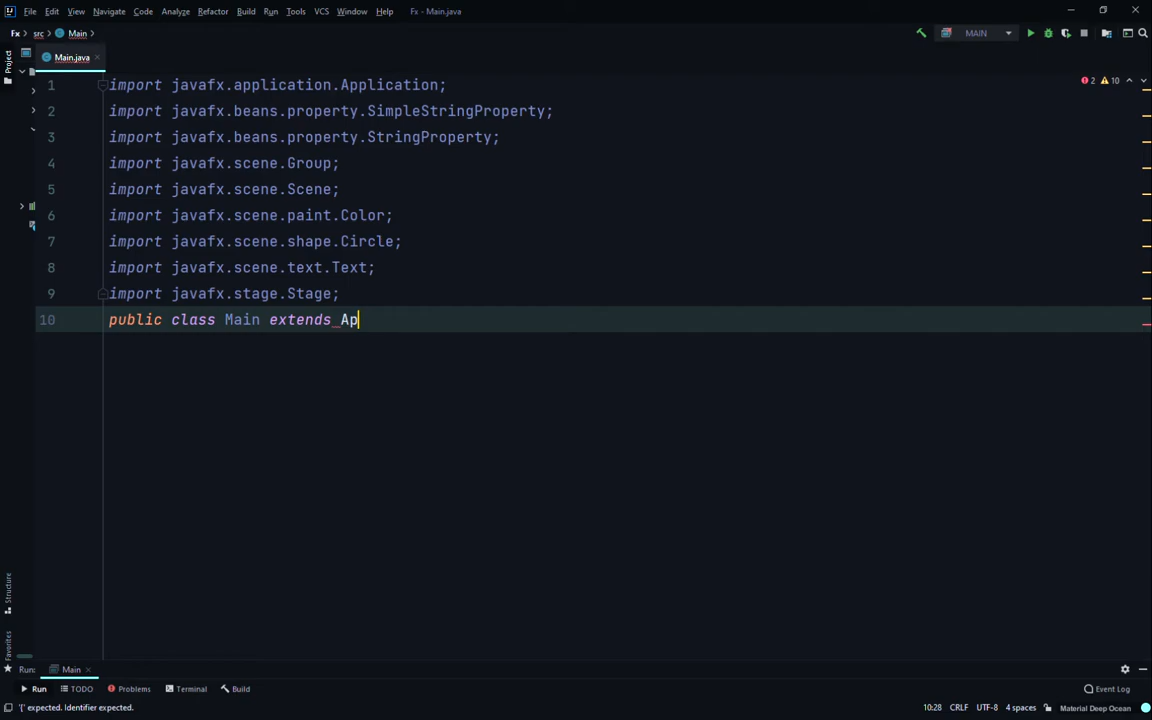 File Edit View Navigate Code Analyze Refactor Build Run Tools VCS Window Help Fx - Main.java
Fx > src > Main >
MAIN
Project
Main.java
2 10
1 import javafx.application.Application;
2 import javafx.beans.property.SimpleStringProperty;
3 import javafx.beans.property.StringProperty;
4 import javafx.scene.Group;
5 import javafx.scene.Scene;
6 import javafx.scene.paint.Color;
7 import javafx.scene.shape.Circle;
8 import javafx.scene.text.Text;
9 import javafx.stage.Stage;
10 public class Main extends Ap
Structure
Favorites
Run: Main
Run TODO Problems Terminal Build Event Log
'{' expected. Identifier expected. 10:28 CRLF UTF-8 4 spaces Material Deep Ocean